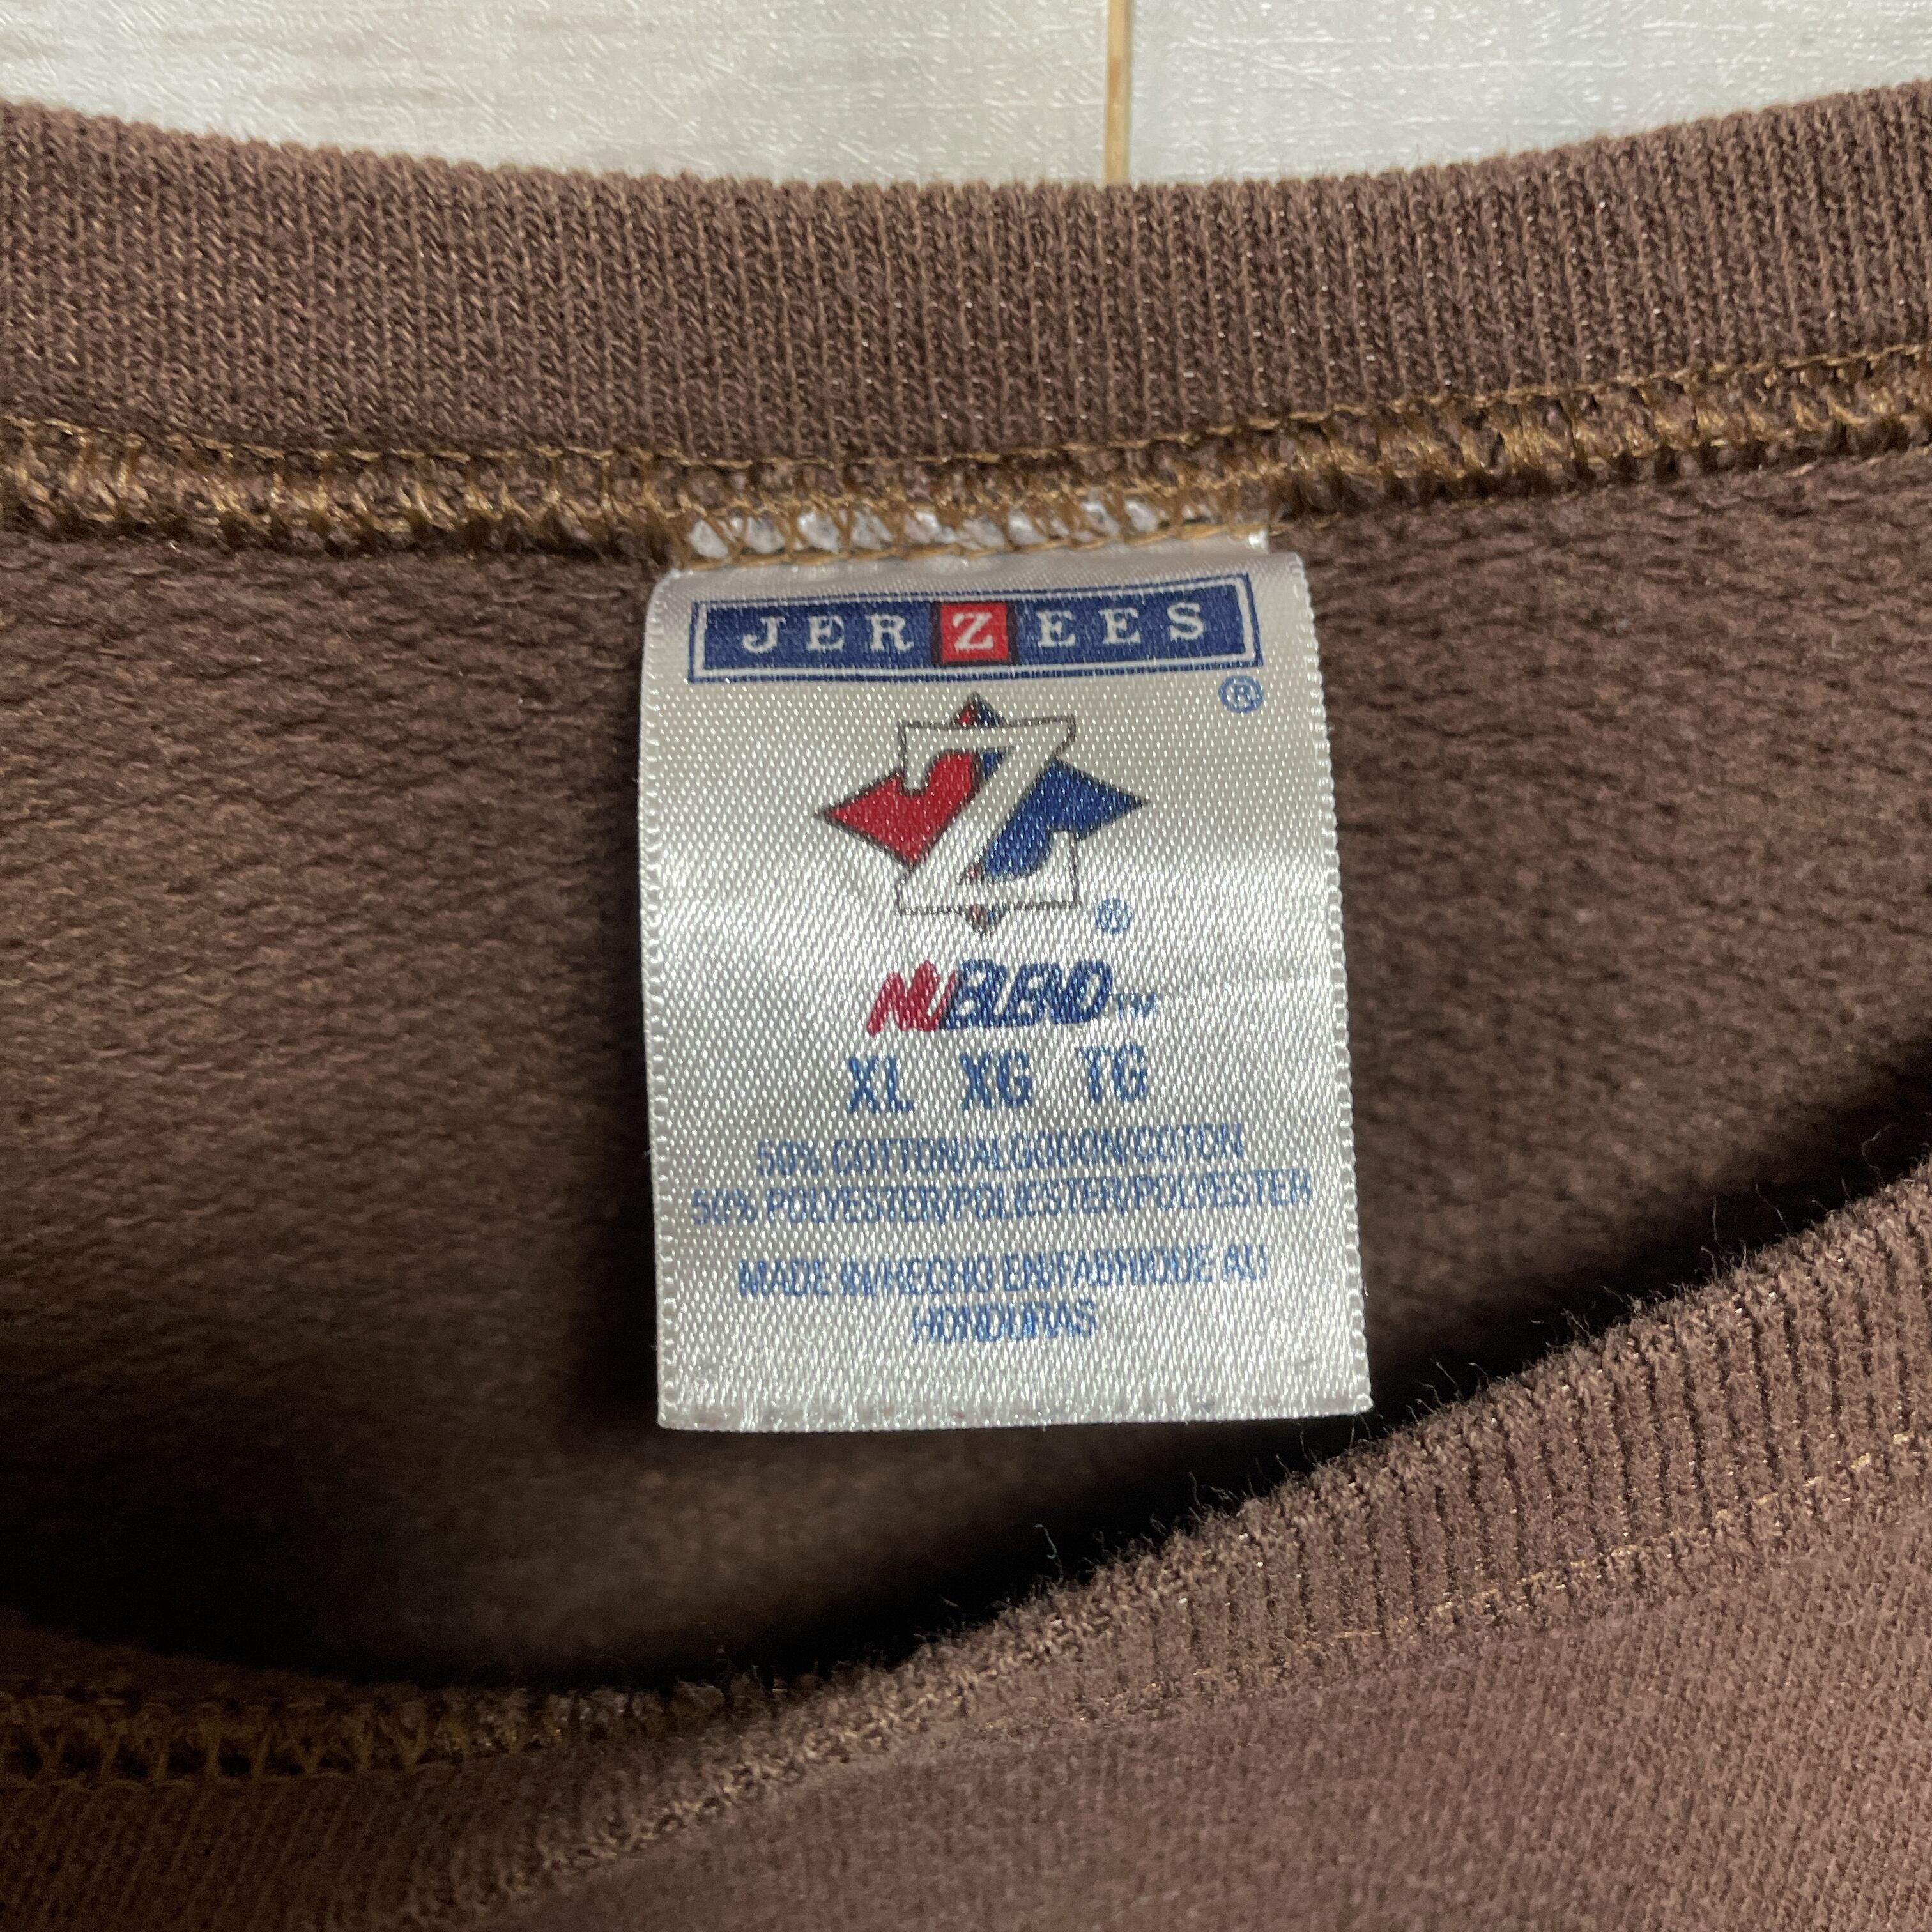 JERZEES
®
Z
®
NUBLEND™
XL XG TG
50% COTTON/ALGODON/COTON
50% POLYESTER/POLIESTER/POLYESTER
MADE IN/HECHO EN/FABRIQUE AU
HONDURAS